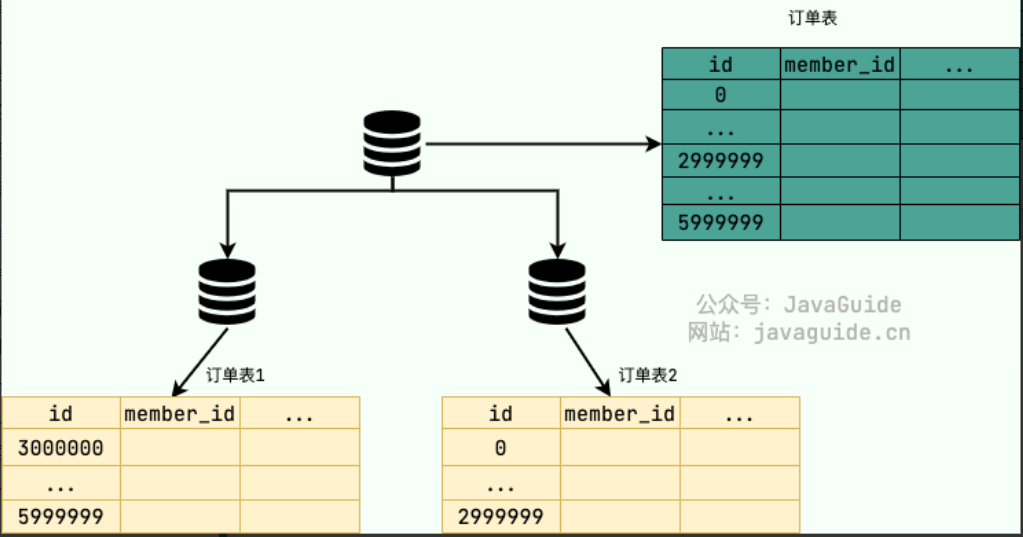 订单表
id member_id ...
0
...
2999999
...
5999999
公众号：JavaGuide
网站：javaguide.cn
订单表1
id member_id ...
3000000
...
5999999
订单表2
id member_id ...
0
...
2999999